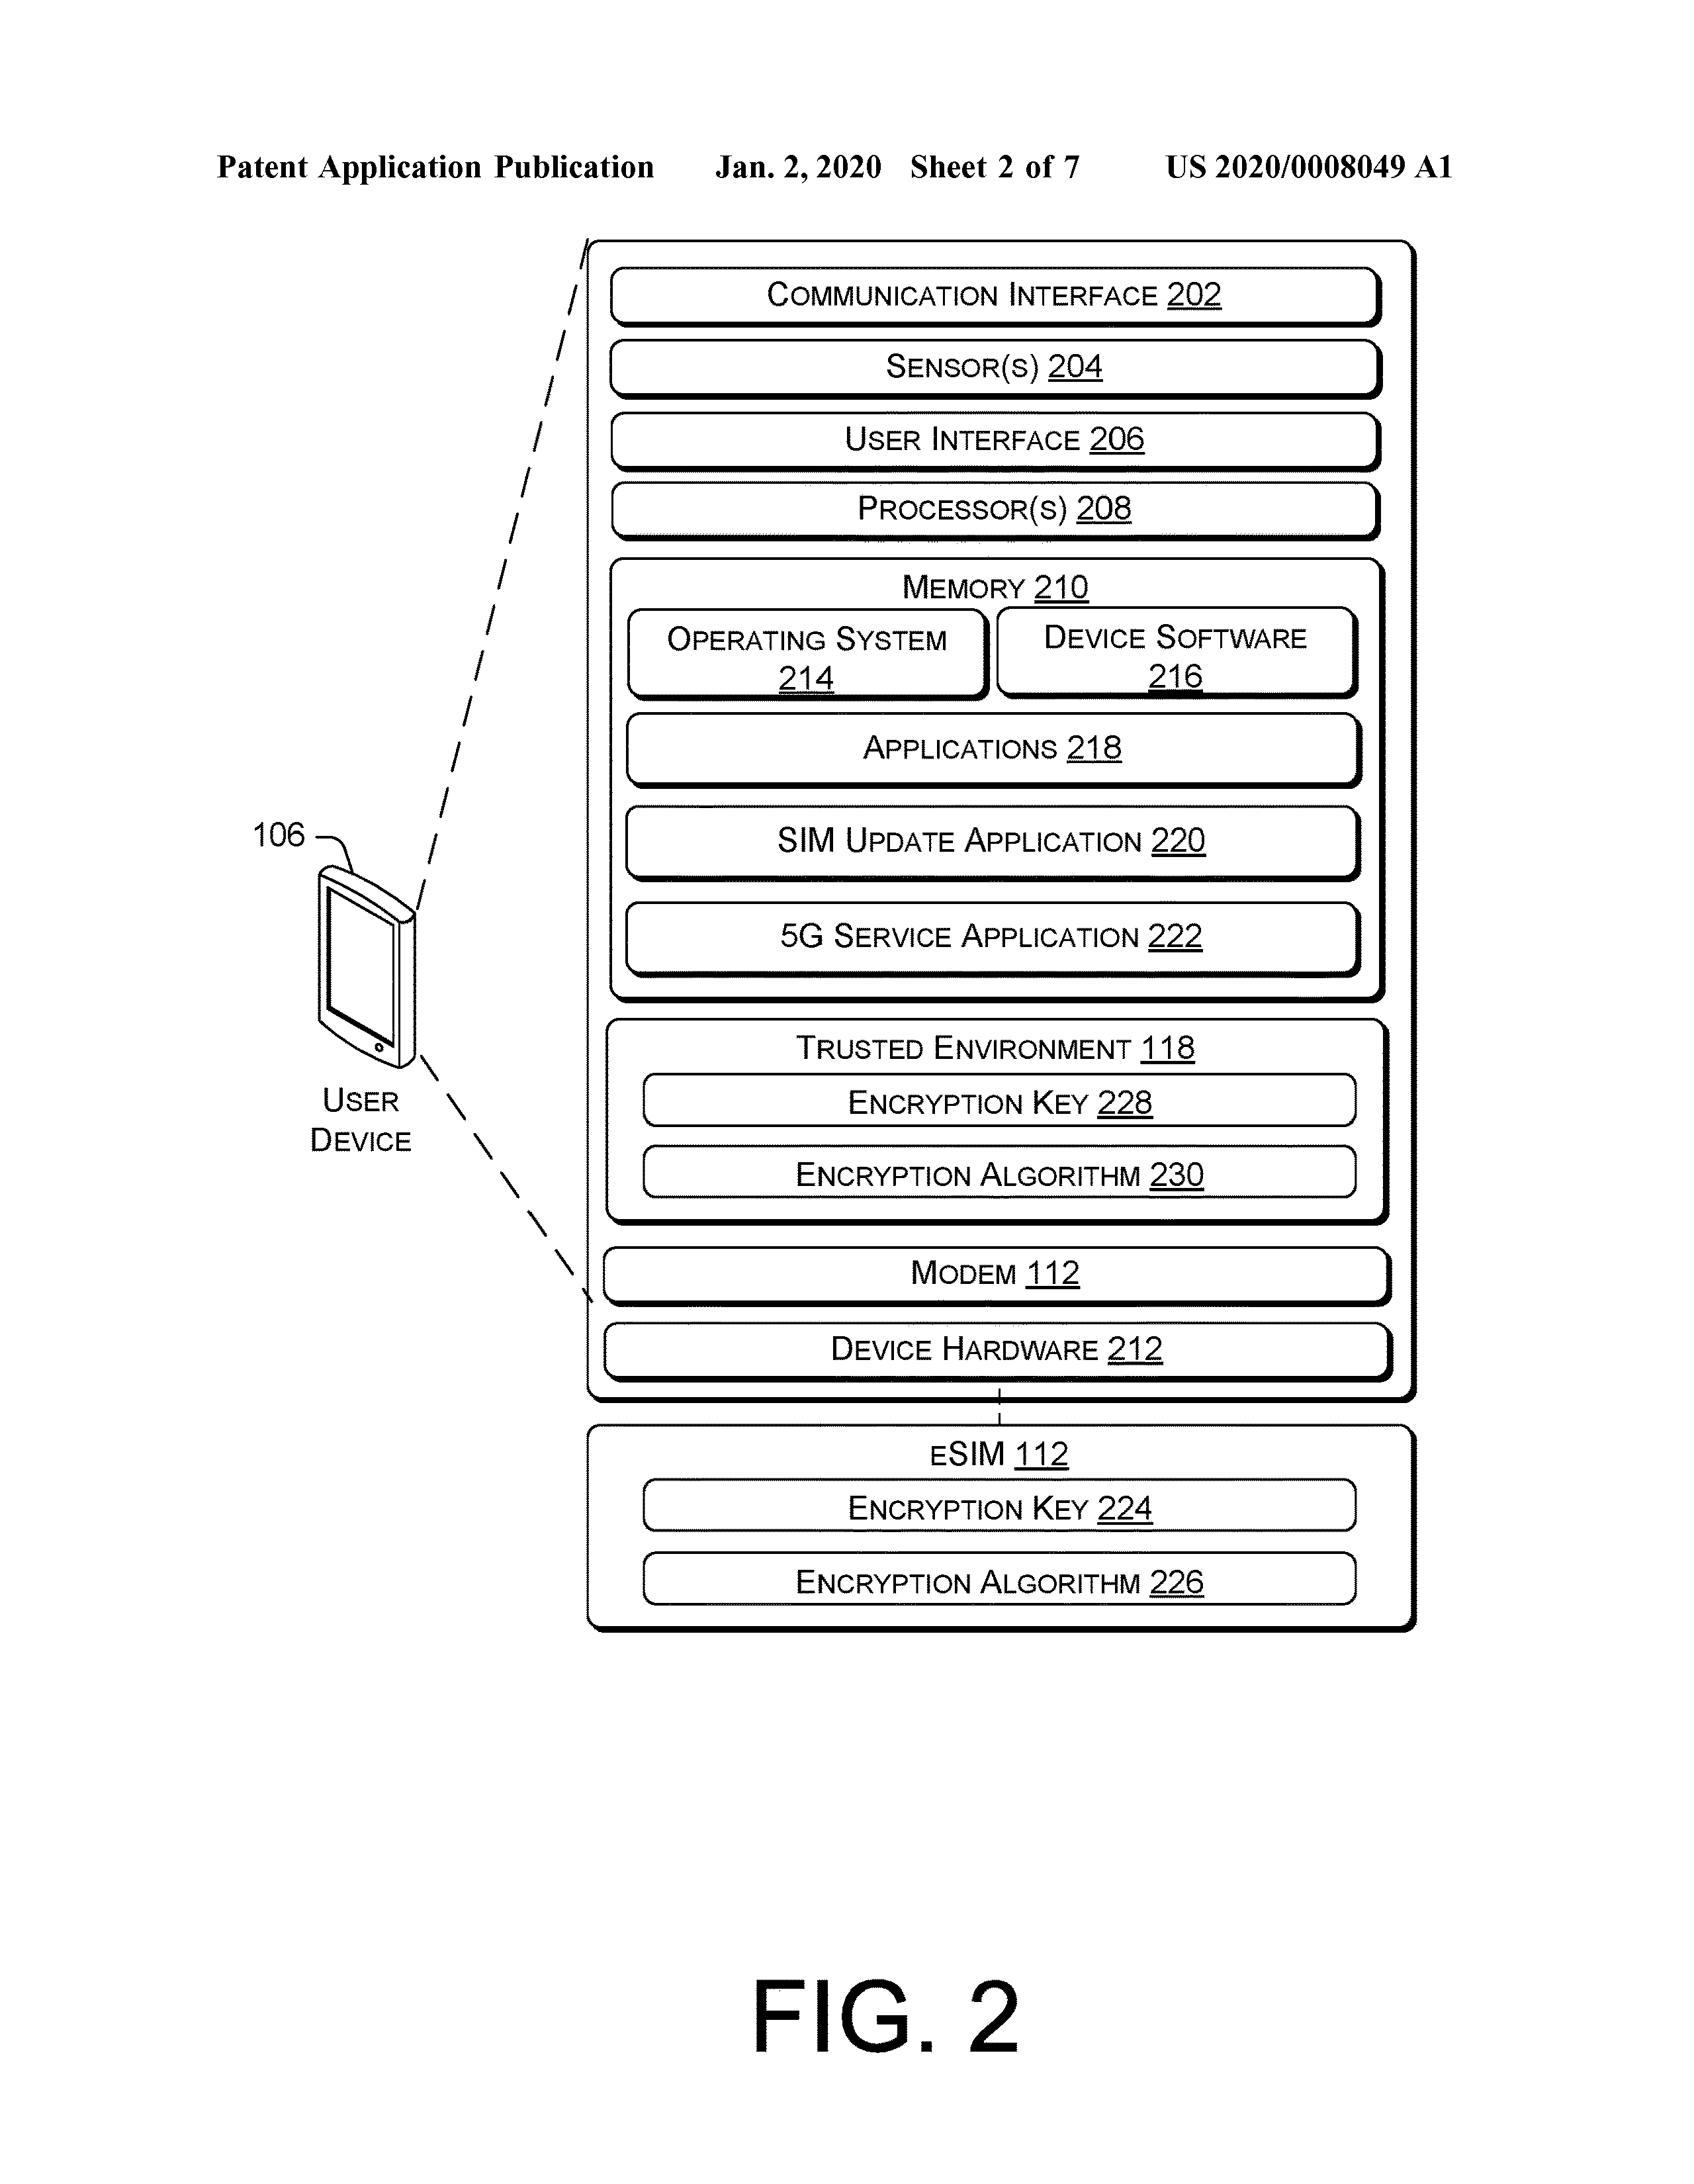 Patent Application Publication Jan. 2, 2020 Sheet 2 of 7 US 2020/0008049 A1
COMMUNICATION INTERFACE 202
SENSOR(S) 204
USER INTERFACE 206
PROCESSOR(S) 208
MEMORY 210
OPERATING SYSTEM
214
DEVICE SOFTWARE
216
APPLICATIONS 218
SIM UPDATE APPLICATION 220
5G SERVICE APPLICATION 222
106
USER
DEVICE
TRUSTED ENVIRONMENT 118
ENCRYPTION KEY 228
ENCRYPTION ALGORITHM 230
MODEM 112
DEVICE HARDWARE 212
eSIM 112
ENCRYPTION KEY 224
ENCRYPTION ALGORITHM 226
FIG. 2